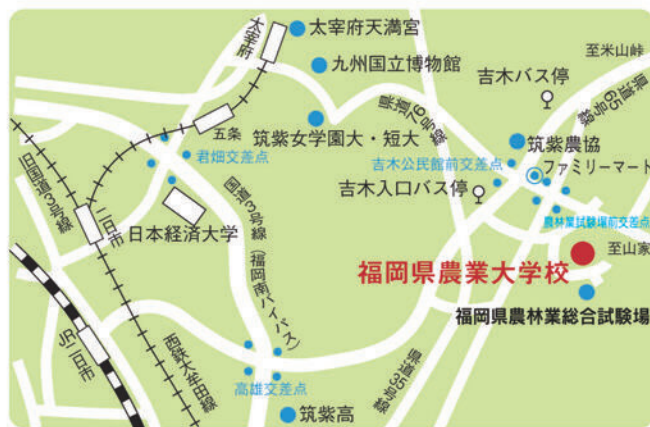 太宰府天満宮
太宰府
九州国立博物館
至米山峠
吉木バス停
県道65号線
県道76号線
五条
筑紫女学園大・短大
筑紫農協
君畑交差点
吉木公民館前交差点
ファミリーマート
旧国道3号線
吉木入口バス停
農林業試験場前交差点
二日市
日本経済大学
国道3号線(福岡南バイパス)
至山家
福岡県農業大学校
福岡県農林業総合試験場
JR二日市
西鉄大牟田線
県道35号線
高雄交差点
筑紫高